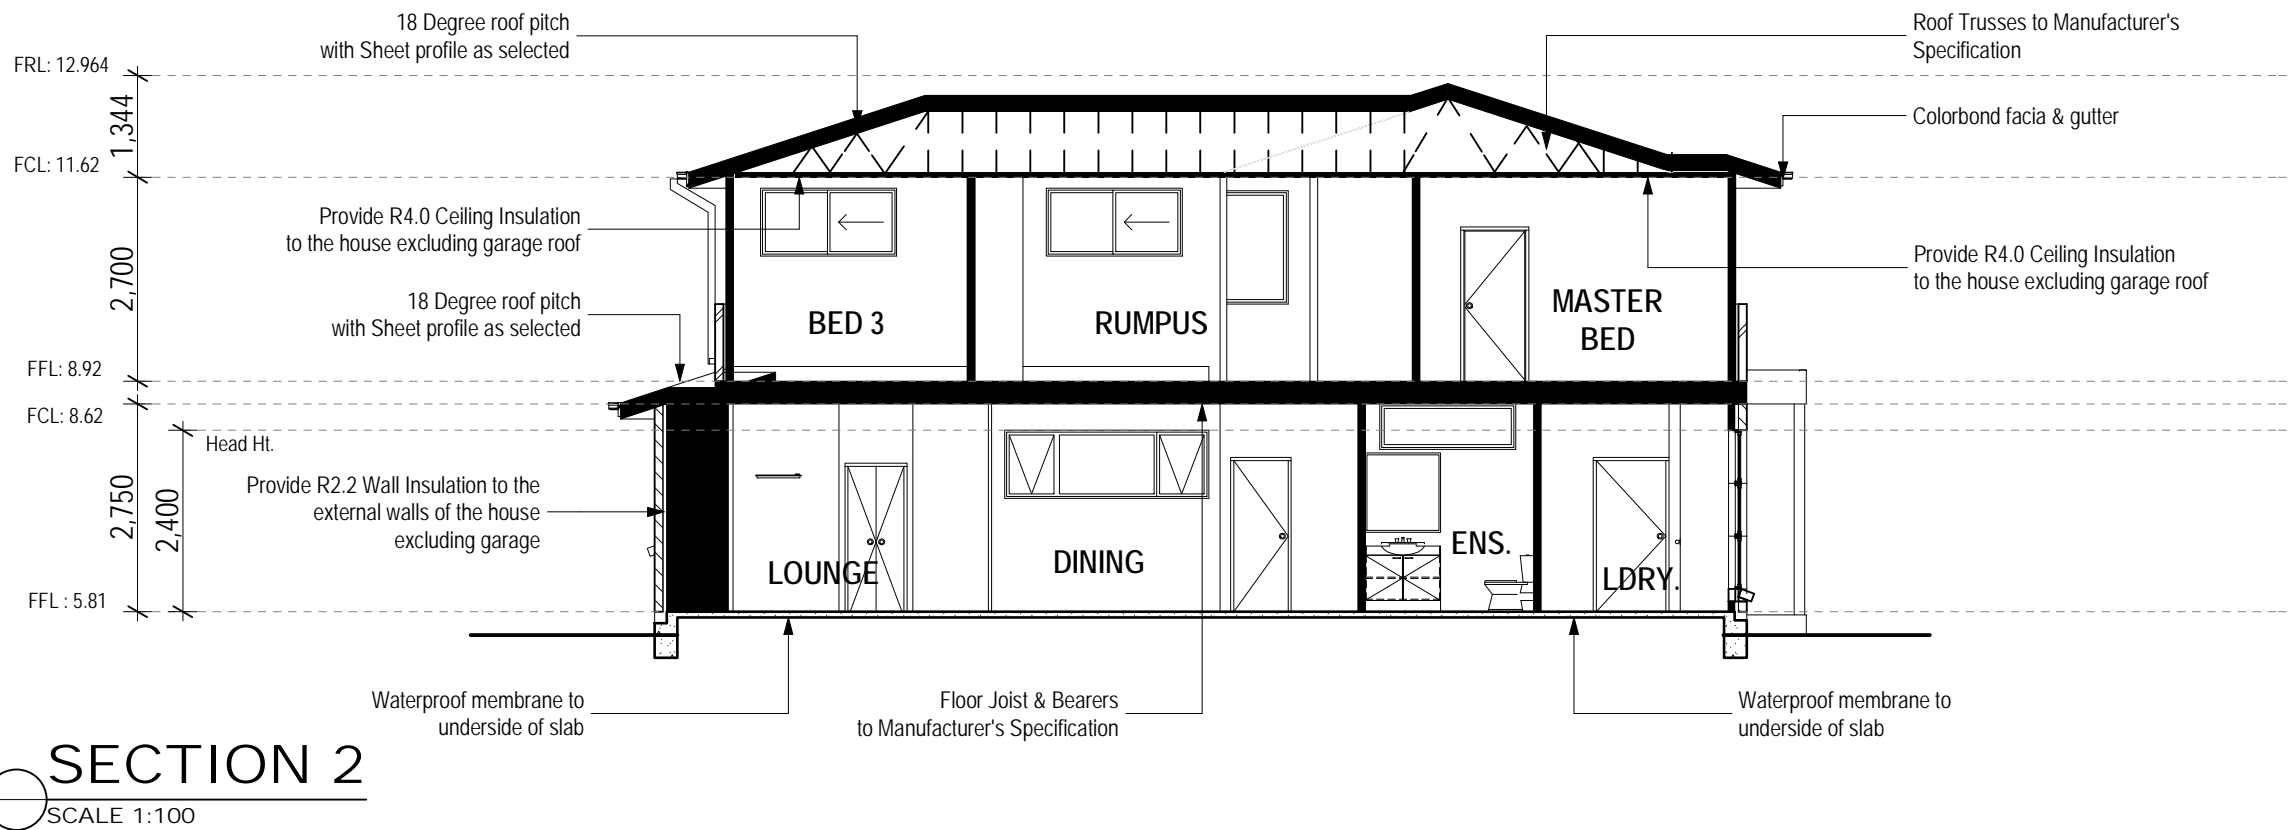 18 Degree roof pitch
with Sheet profile as selected
Roof Trusses to Manufacturer's
Specification
FRL: 12.964
1,344
Colorbond facia & gutter
FCL: 11.62
Provide R4.0 Ceiling Insulation
to the house excluding garage roof
2,700
Provide R4.0 Ceiling Insulation
to the house excluding garage roof
18 Degree roof pitch
with Sheet profile as selected
BED 3
RUMPUS
MASTER
BED
FFL: 8.92
FCL: 8.62
Head Ht.
Provide R2.2 Wall Insulation to the
external walls of the house
excluding garage
2,750
2,400
LOUNGE
DINING
ENS.
LDRY.
FFL : 5.81
Waterproof membrane to
underside of slab
Floor Joist & Bearers
to Manufacturer's Specification
Waterproof membrane to
underside of slab
SECTION 2
SCALE 1:100